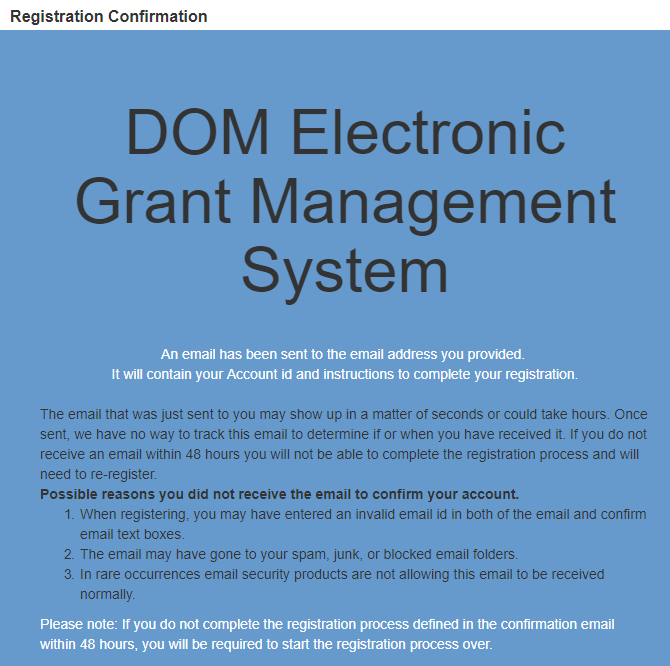 Registration Confirmation
DOM Electronic
Grant Management
System
An email has been sent to the email address you provided.
It will contain your Account id and instructions to complete your registration.
The email that was just sent to you may show up in a matter of seconds or could take hours. Once
sent, we have no way to track this email to determine if or when you have received it. If you do not
receive an email within 48 hours you will not be able to complete the registration process and will
need to re-register.
Possible reasons you did not receive the email to confirm your account.
1. When registering, you may have entered an invalid email id in both of the email and confirm
email text boxes.
2. The email may have gone to your spam, junk, or blocked email folders.
3. In rare occurrences email security products are not allowing this email to be received
normally.
Please note: If you do not complete the registration process defined in the confirmation email
within 48 hours, you will be required to start the registration process over.